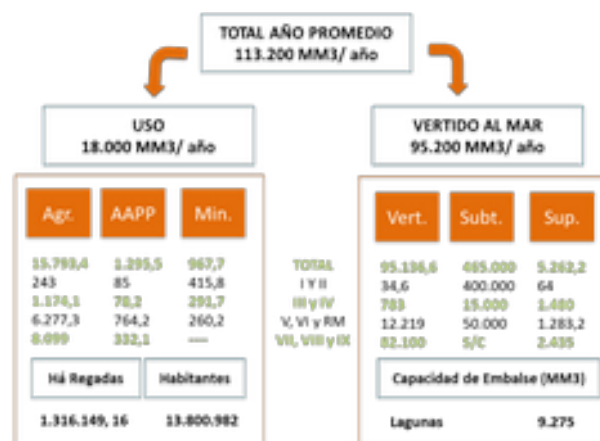 TOTAL AÑO PROMEDIO
113.200 MM3/ año
USO
18.000 MM3/ año
VERTIDO AL MAR
95.200 MM3/ año
Agr. AAPP Min.
Vert. Subt. Sup.
15.793,4 1.295,5 967,7 TOTAL 95.136,6 465.000 5.262,2
243 85 415,8 I Y II 34,6 400.000 64
1.174,1 78,2 291,7 III y IV 783 15.000 1.480
6.277,3 764,2 260,2 V, VI y RM 12.219 50.000 1.283,2
8.099 332,1 ---- VII, VIII y IX 82.100 S/C 2.435
Há Regadas Habitantes
Capacidad de Embalse (MM3)
1.316.149, 16 13.800.982
Lagunas 9.275